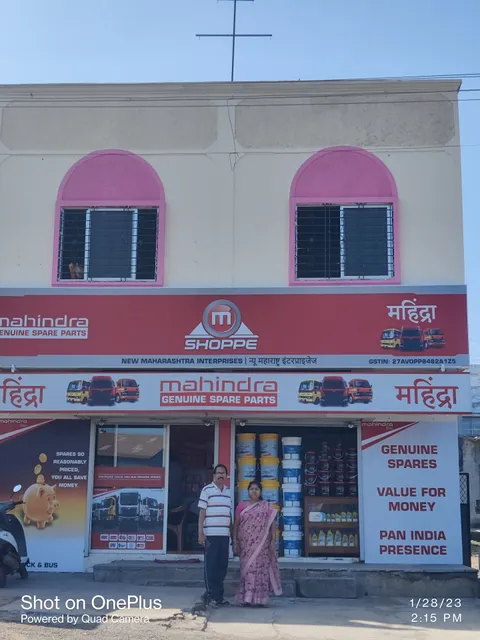 mahindra
GENUINE SPARE PARTS
M
SHOPPE
महिंद्रा
NEW MAHARASHTRA INTERPRISES | न्यू महाराष्ट्र इंटरप्राइजेज
महिंद्रा
mahindra
GENUINE SPARE PARTS
महिंद्रा
SPARES SO
REASONABLY
PRICED,
YOU ALL SAVE
MONEY.
CK & BUS
GENUINE
SPARES
VALUE FOR
MONEY
PAN INDIA
PRESENCE
Shot on OnePlus
Powered by Quad Camera
1/28/23
2:15 PM